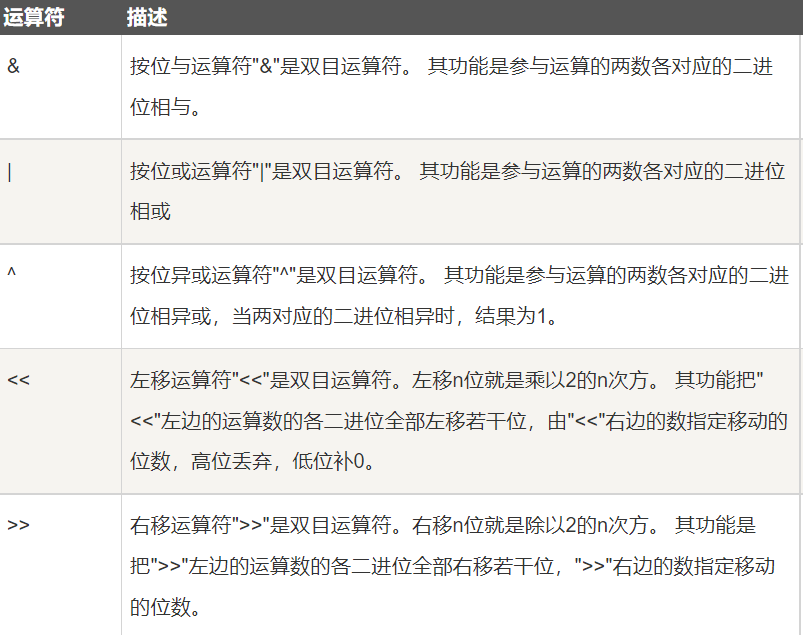 运算符 描述
& 按位与运算符"&"是双目运算符。 其功能是参与运算的两数各对应的二进
位相与。
| 按位或运算符"|"是双目运算符。 其功能是参与运算的两数各对应的二进位
相或
^ 按位异或运算符"^"是双目运算符。 其功能是参与运算的两数各对应的二进
位相异或，当两对应的二进位相异时，结果为1。
<< 左移运算符"<<"是双目运算符。左移n位就是乘以2的n次方。 其功能把"
<<"左边的运算数的各二进位全部左移若干位，由"<<"右边的数指定移动的
位数，高位丢弃，低位补0。
>> 右移运算符">>"是双目运算符。右移n位就是除以2的n次方。 其功能是
把">>"左边的运算数的各二进位全部右移若干位，">>"右边的数指定移动
的位数。